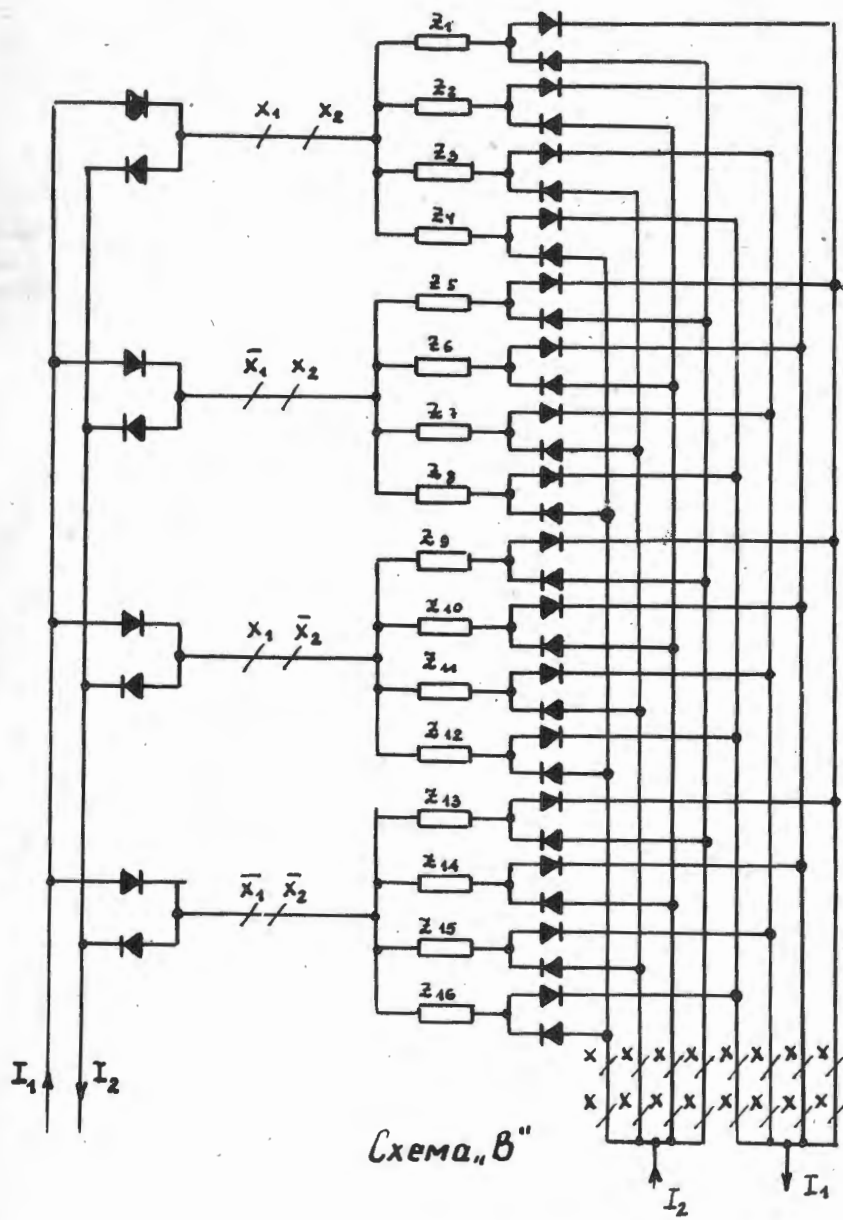 Z1
Z2
x1 x2
Z3
Z4
Z5
x̄1 x2
Z6
Z7
Z8
Z9
x1 x̄2
Z10
Z11
Z12
Z13
x̄1 x̄2
Z14
Z15
Z16
x x x x x x x x
I1 I2
x x x x x x x x
Схема „В"
I2 I1